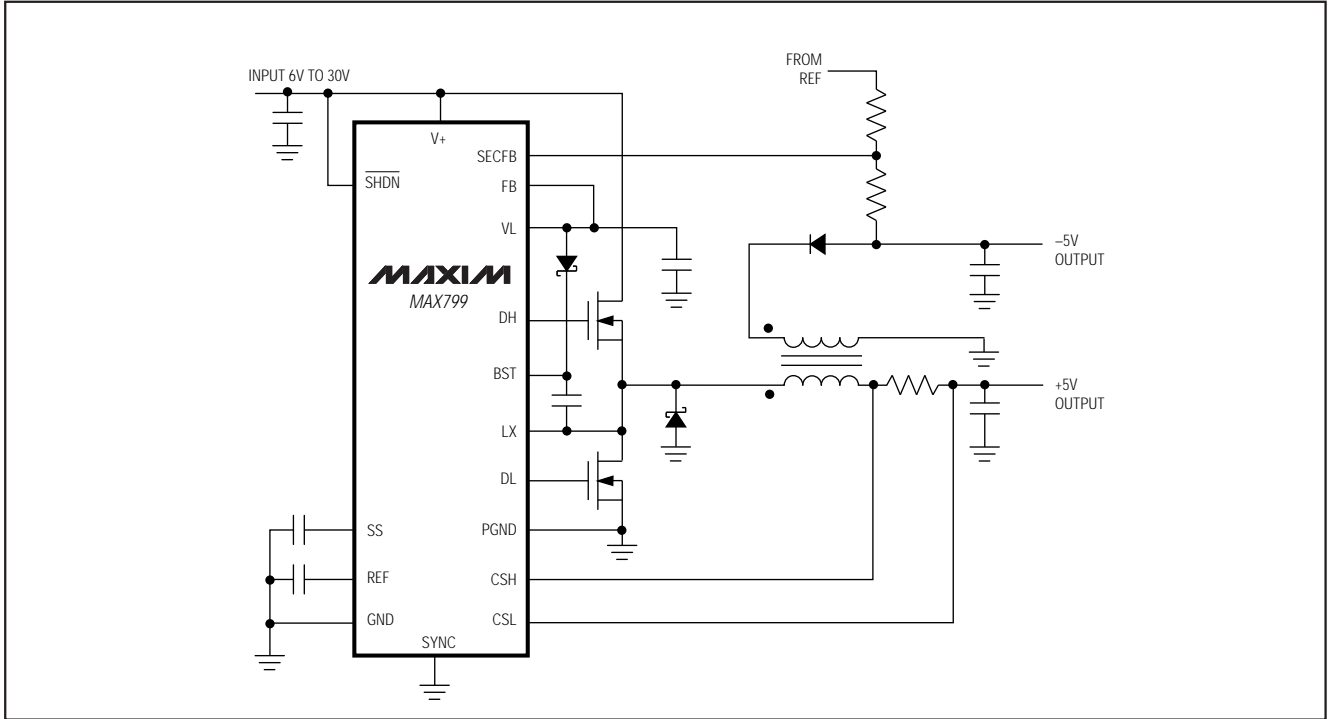 INPUT 6V TO 30V
FROM
REF
V+
SECFB
SHDN
FB
VL
MAXIM
MAX799
DH
BST
LX
DL
SS
PGND
REF
CSH
GND
CSL
SYNC
–5V
OUTPUT
+5V
OUTPUT